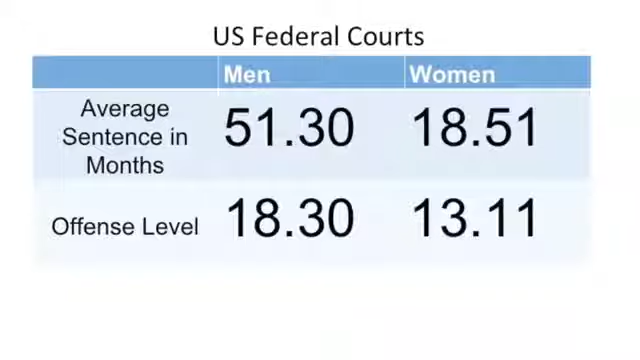 US Federal Courts
Men Women
Average
Sentence in
Months 51.30 18.51
Offense Level 18.30 13.11